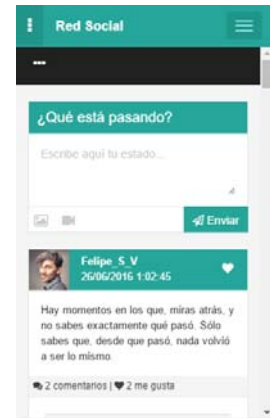 Red Social
¿Qué está pasando?
Escribe aquí tu estado...
Enviar
Felipe_S_V
26/06/2016 1:02:45
Hay momentos en los que, miras atrás, y
no sabes exactamente qué pasó. Sólo
sabes que, desde que pasó, nada volvió
a ser lo mismo.
2 comentarios | 2 me gusta